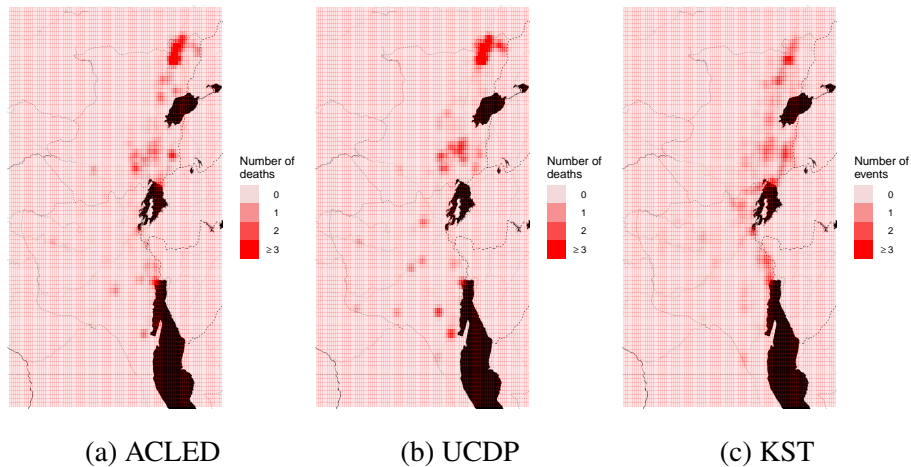 Number of
deaths
0
1
2
≥ 3
Number of
deaths
0
1
2
≥ 3
Number of
events
0
1
2
≥ 3
(a) ACLED
(b) UCDP
(c) KST